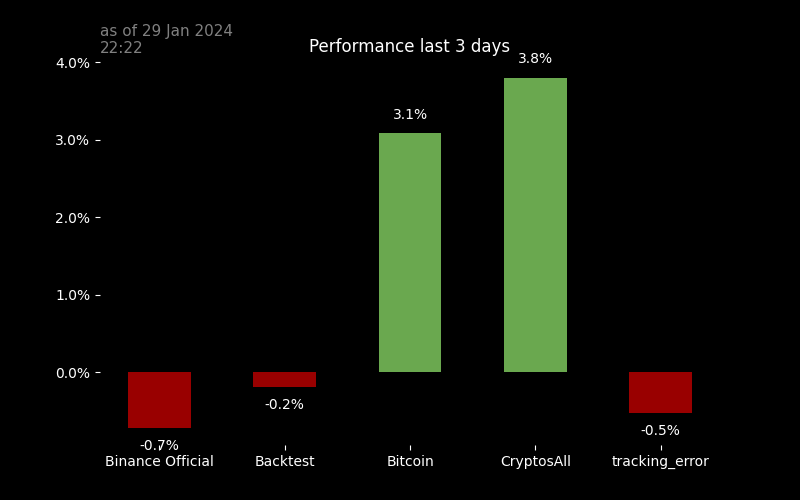 as of 29 Jan 2024
22:22
Performance last 3 days
4.0%
3.0%
2.0%
1.0%
0.0%
3.8%
3.1%
-0.2%
-0.5%
-0.7%
Binance Official
Backtest
Bitcoin
CryptosAll
tracking_error